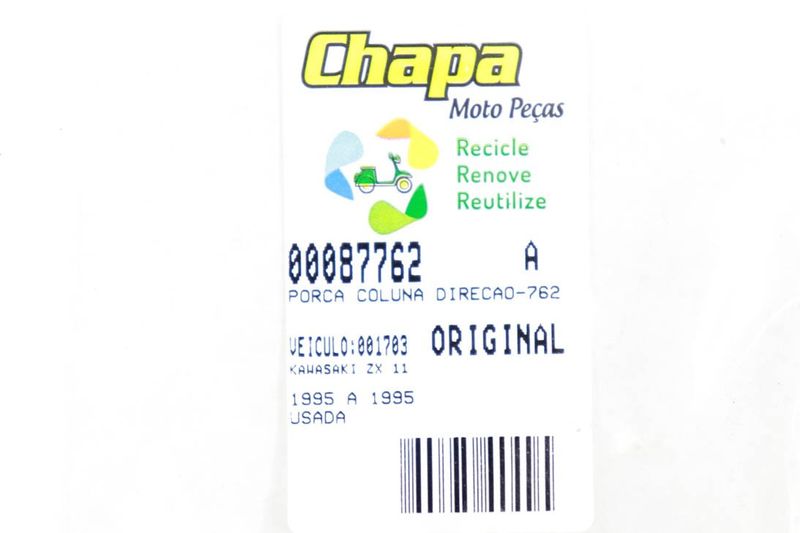 Chapa
Moto Peças
Recicle
Renove
Reutilize
00087762 A
PORCA COLUNA DIRECAO-762
VEICULO:001703 ORIGINAL
KAWASAKI ZX 11
1995 A 1995
USADA